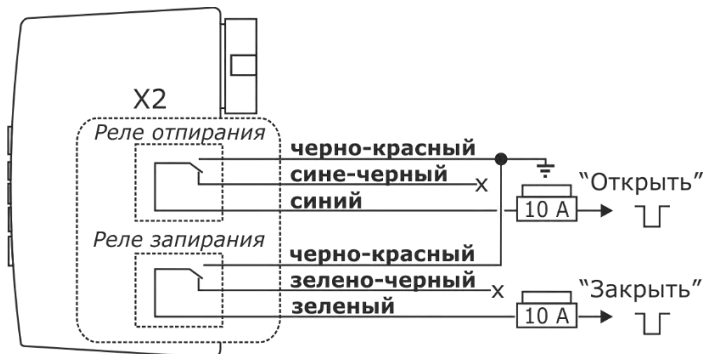 X2
Реле отпирания
черно-красный
сине-черный
x
"Открыть"
синий
10 А
Реле запирания
черно-красный
зелено-черный
x
"Закрыть"
зеленый
10 А